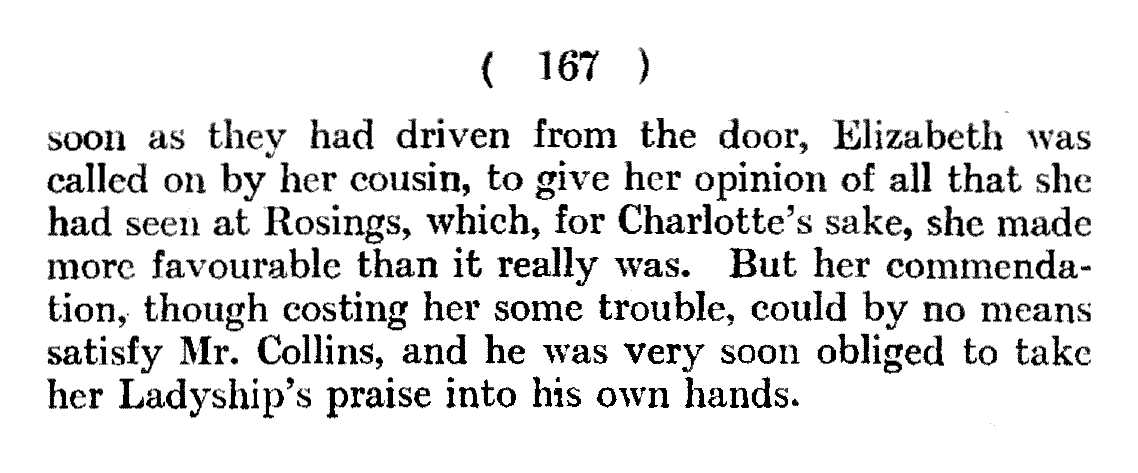 ( 167 )
soon as they had driven from the door, Elizabeth was
called on by her cousin, to give her opinion of all that she
had seen at Rosings, which, for Charlotte's sake, she made
more favourable than it really was. But her commenda-
tion, though costing her some trouble, could by no means
satisfy Mr. Collins, and he was very soon obliged to take
her Ladyship's praise into his own hands.